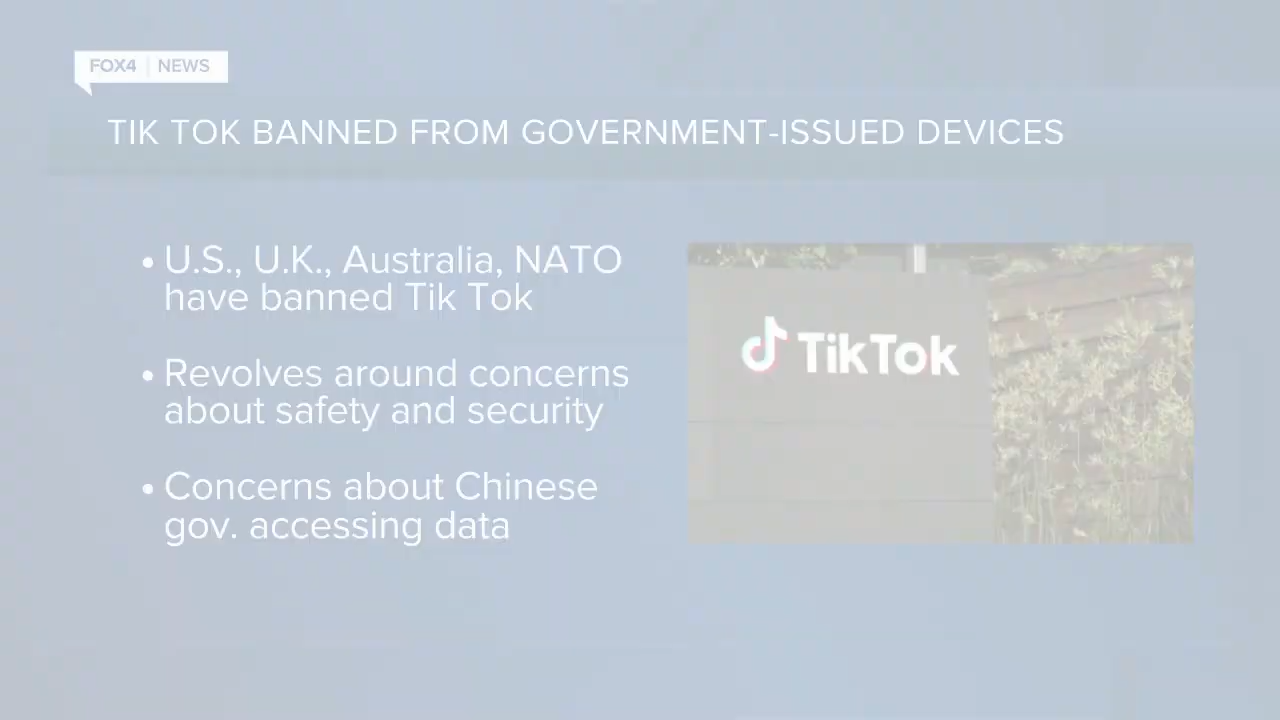 FOX4 | NEWS
TIK TOK BANNED FROM GOVERNMENT-ISSUED DEVICES
• U.S., U.K., Australia, NATO
have banned Tik Tok
• Revolves around concerns
about safety and security
• Concerns about Chinese
gov. accessing data
TikTok